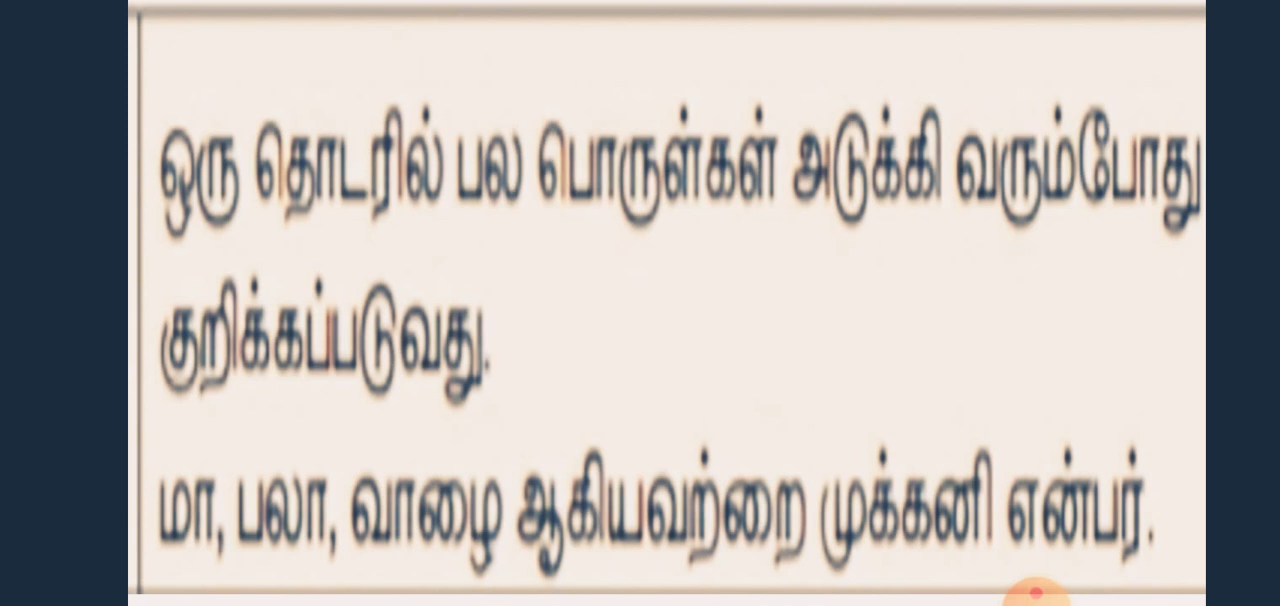 ஒரு தொடரில் பல பொருள்கள் அடுக்கி வரும்போது
குறிக்கப்படுவது.
மா, பலா, வாழை ஆகியவற்றை முக்கனி என்பர்.